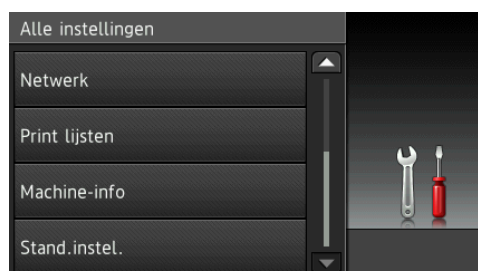 Alle instellingen
Netwerk
Print lijsten
Machine-info
Stand.instel.